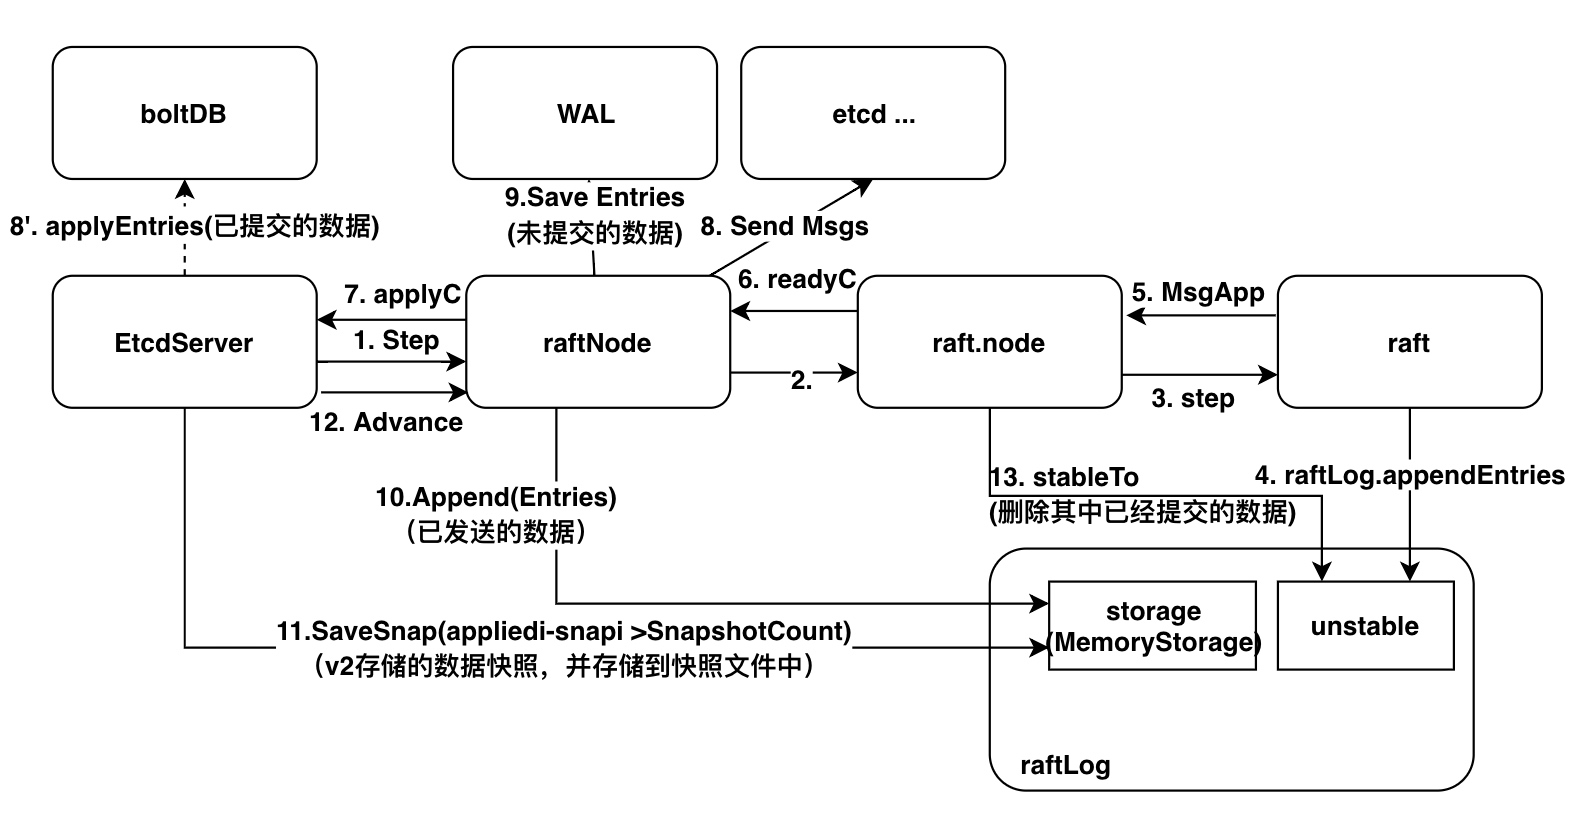 boltDB
WAL
etcd ...
9.Save Entries
(未提交的数据)
8'. applyEntries(已提交的数据)
8. Send Msgs
7. applyC
6. readyC
5. MsgApp
EtcdServer
1. Step
raftNode
raft.node
raft
2.
3. step
12. Advance
10.Append(Entries)
（已发送的数据）
13. stableTo
(删除其中已经提交的数据)
4. raftLog.appendEntries
storage
(MemoryStorage)
unstable
11.SaveSnap(appliedi-snapi >SnapshotCount)
（v2存储的数据快照，并存储到快照文件中）
raftLog